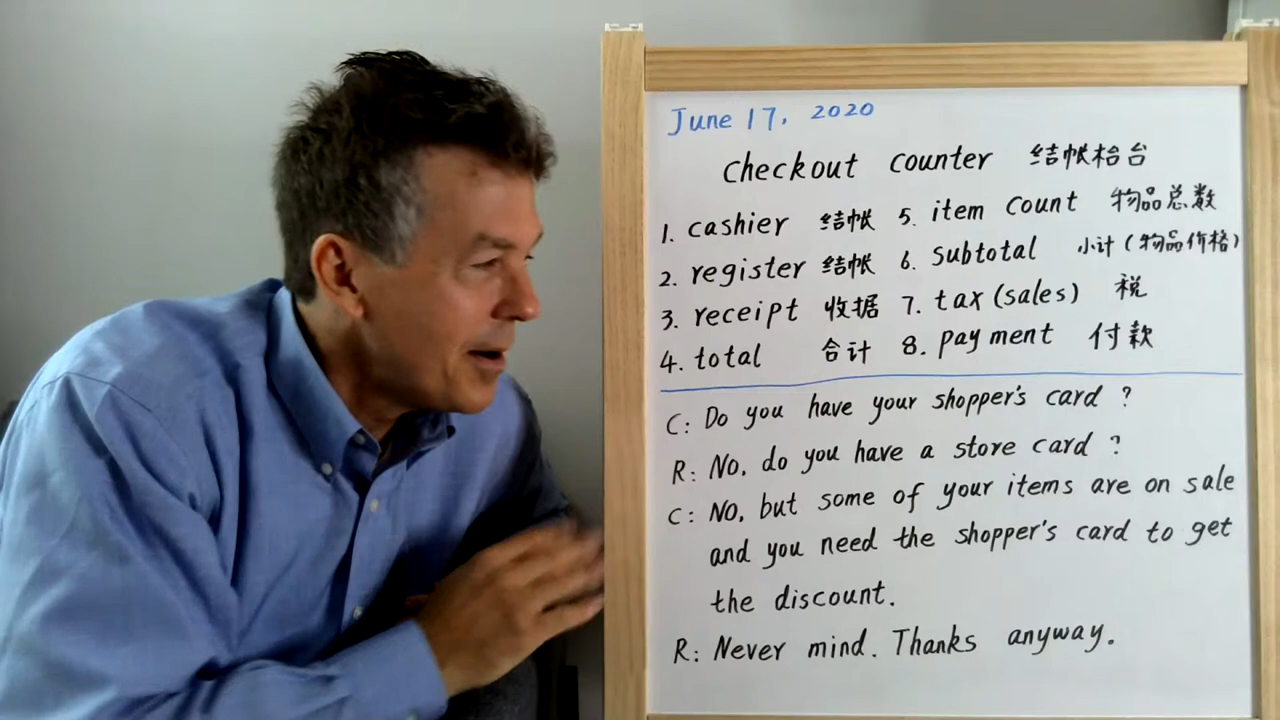 June 17, 2020
checkout counter 结帐枱台
1. cashier 结帐 5. item count 物品总数
2. register 结帐 6. subtotal 小计(物品价格)
3. receipt 收据 7. tax (sales) 税
4. total 合计 8. payment 付款
C: Do you have your shopper's card ?
R: No, do you have a store card ?
C: No, but some of your items are on sale
and you need the shopper's card to get
the discount.
R: Never mind. Thanks anyway.